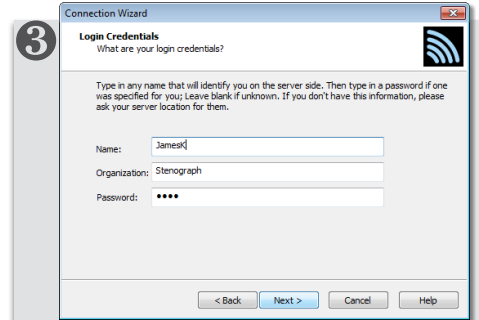 3
Connection Wizard
Login Credentials
What are your login credentials?
Type in any name that will identify you on the server side. Then type in a password if one
was specified for you; Leave blank if unknown. If you don't have this information, please
ask your server location for them.
Name: JamesK
Organization: Stenograph
Password: ••••
< Back Next > Cancel Help